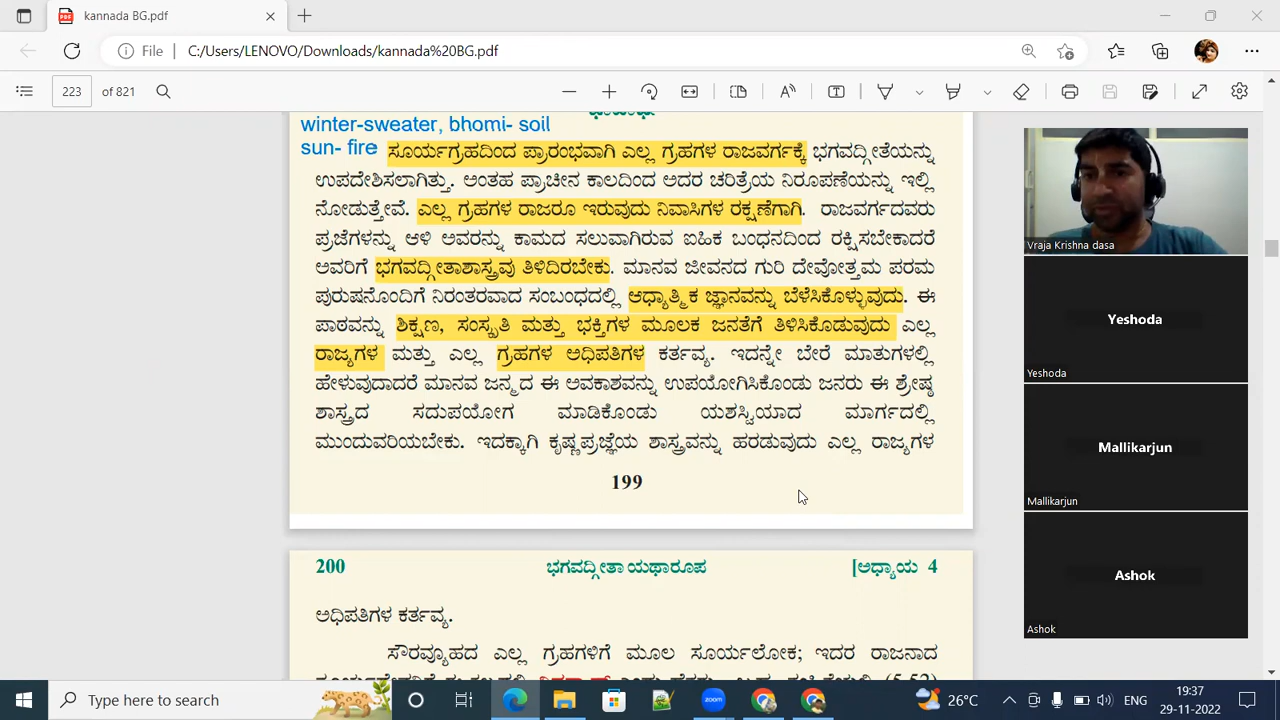 kannada BG.pdf
File
C:/Users/LENOVO/Downloads/kannada%20BG.pdf
223 of 821
winter-sweater, bhomi- soil
sun- fire
ಸೂರ್ಯಗ್ರಹದಿಂದ ಪ್ರಾರಂಭವಾಗಿ ಎಲ್ಲ ಗ್ರಹಗಳ ರಾಜವರ್ಗಕ್ಕೆ ಭಗವದ್ಗೀತೆಯನ್ನು
ಉಪದೇಶಿಸಲಾಗಿತ್ತು. ಅಂತಹ ಪ್ರಾಚೀನ ಕಾಲದಿಂದ ಅದರ ಚರಿತ್ರೆಯ ನಿರೂಪಣೆಯನ್ನು ಇಲ್ಲಿ
ನೋಡುತ್ತೇವೆ. ಎಲ್ಲ ಗ್ರಹಗಳ ರಾಜರೂ ಇರುವುದು ನಿವಾಸಿಗಳ ರಕ್ಷಣೆಗಾಗಿ. ರಾಜವರ್ಗದವರು
ಪ್ರಜೆಗಳನ್ನು ಆಳಿ ಅವರನ್ನು ಕಾಮದ ಸಲುವಾಗಿರುವ ಐಹಿಕ ಬಂಧನದಿಂದ ರಕ್ಷಿಸಬೇಕಾದರೆ
ಅವರಿಗೆ ಭಗವದ್ಗೀತಾಶಾಸ್ತ್ರವು ತಿಳಿದಿರಬೇಕು. ಮಾನವ ಜೀವನದ ಗುರಿ ದೇವೋತ್ತಮ ಪರಮ
ಪುರುಷನೊಂದಿಗೆ ನಿರಂತರವಾದ ಸಂಬಂಧದಲ್ಲಿ ಆಧ್ಯಾತ್ಮಿಕ ಜ್ಞಾನವನ್ನು ಬೆಳೆಸಿಕೊಳ್ಳುವುದು. ಈ
ಪಾಠವನ್ನು ಶಿಕ್ಷಣ, ಸಂಸ್ಕೃತಿ ಮತ್ತು ಭಕ್ತಿಗಳ ಮೂಲಕ ಜನತೆಗೆ ತಿಳಿಸಿಕೊಡುವುದು ಎಲ್ಲ
ರಾಜ್ಯಗಳ ಮತ್ತು ಎಲ್ಲ ಗ್ರಹಗಳ ಅಧಿಪತಿಗಳ ಕರ್ತವ್ಯ. ಇದನ್ನೇ ಬೇರೆ ಮಾತುಗಳಲ್ಲಿ
ಹೇಳುವುದಾದರೆ ಮಾನವ ಜನ್ಮದ ಈ ಅವಕಾಶವನ್ನು ಉಪಯೋಗಿಸಿಕೊಂಡು ಜನರು ಈ ಶ್ರೇಷ್ಠ
ಶಾಸ್ತ್ರದ ಸದುಪಯೋಗ ಮಾಡಿಕೊಂಡು ಯಶಸ್ವಿಯಾದ ಮಾರ್ಗದಲ್ಲಿ
ಮುಂದುವರಿಯಬೇಕು. ಇದಕ್ಕಾಗಿ ಕೃಷ್ಣಪ್ರಜ್ಞೆಯ ಶಾಸ್ತ್ರವನ್ನು ಹರಡುವುದು ಎಲ್ಲ ರಾಜ್ಯಗಳ
199
200 ಭಗವದ್ಗೀತಾ ಯಥಾರೂಪ [ಅಧ್ಯಾಯ 4
ಅಧಿಪತಿಗಳ ಕರ್ತವ್ಯ.
ಸೌರವ್ಯೂಹದ ಎಲ್ಲ ಗ್ರಹಗಳಿಗೆ ಮೂಲ ಸೂರ್ಯಲೋಕ; ಇದರ ರಾಜನಾದ
Vraja Krishna dasa
Yeshoda
Yeshoda
Mallikarjun
Mallikarjun
Ashok
Ashok
Type here to search
zoom
26°C
ENG
19:37
29-11-2022